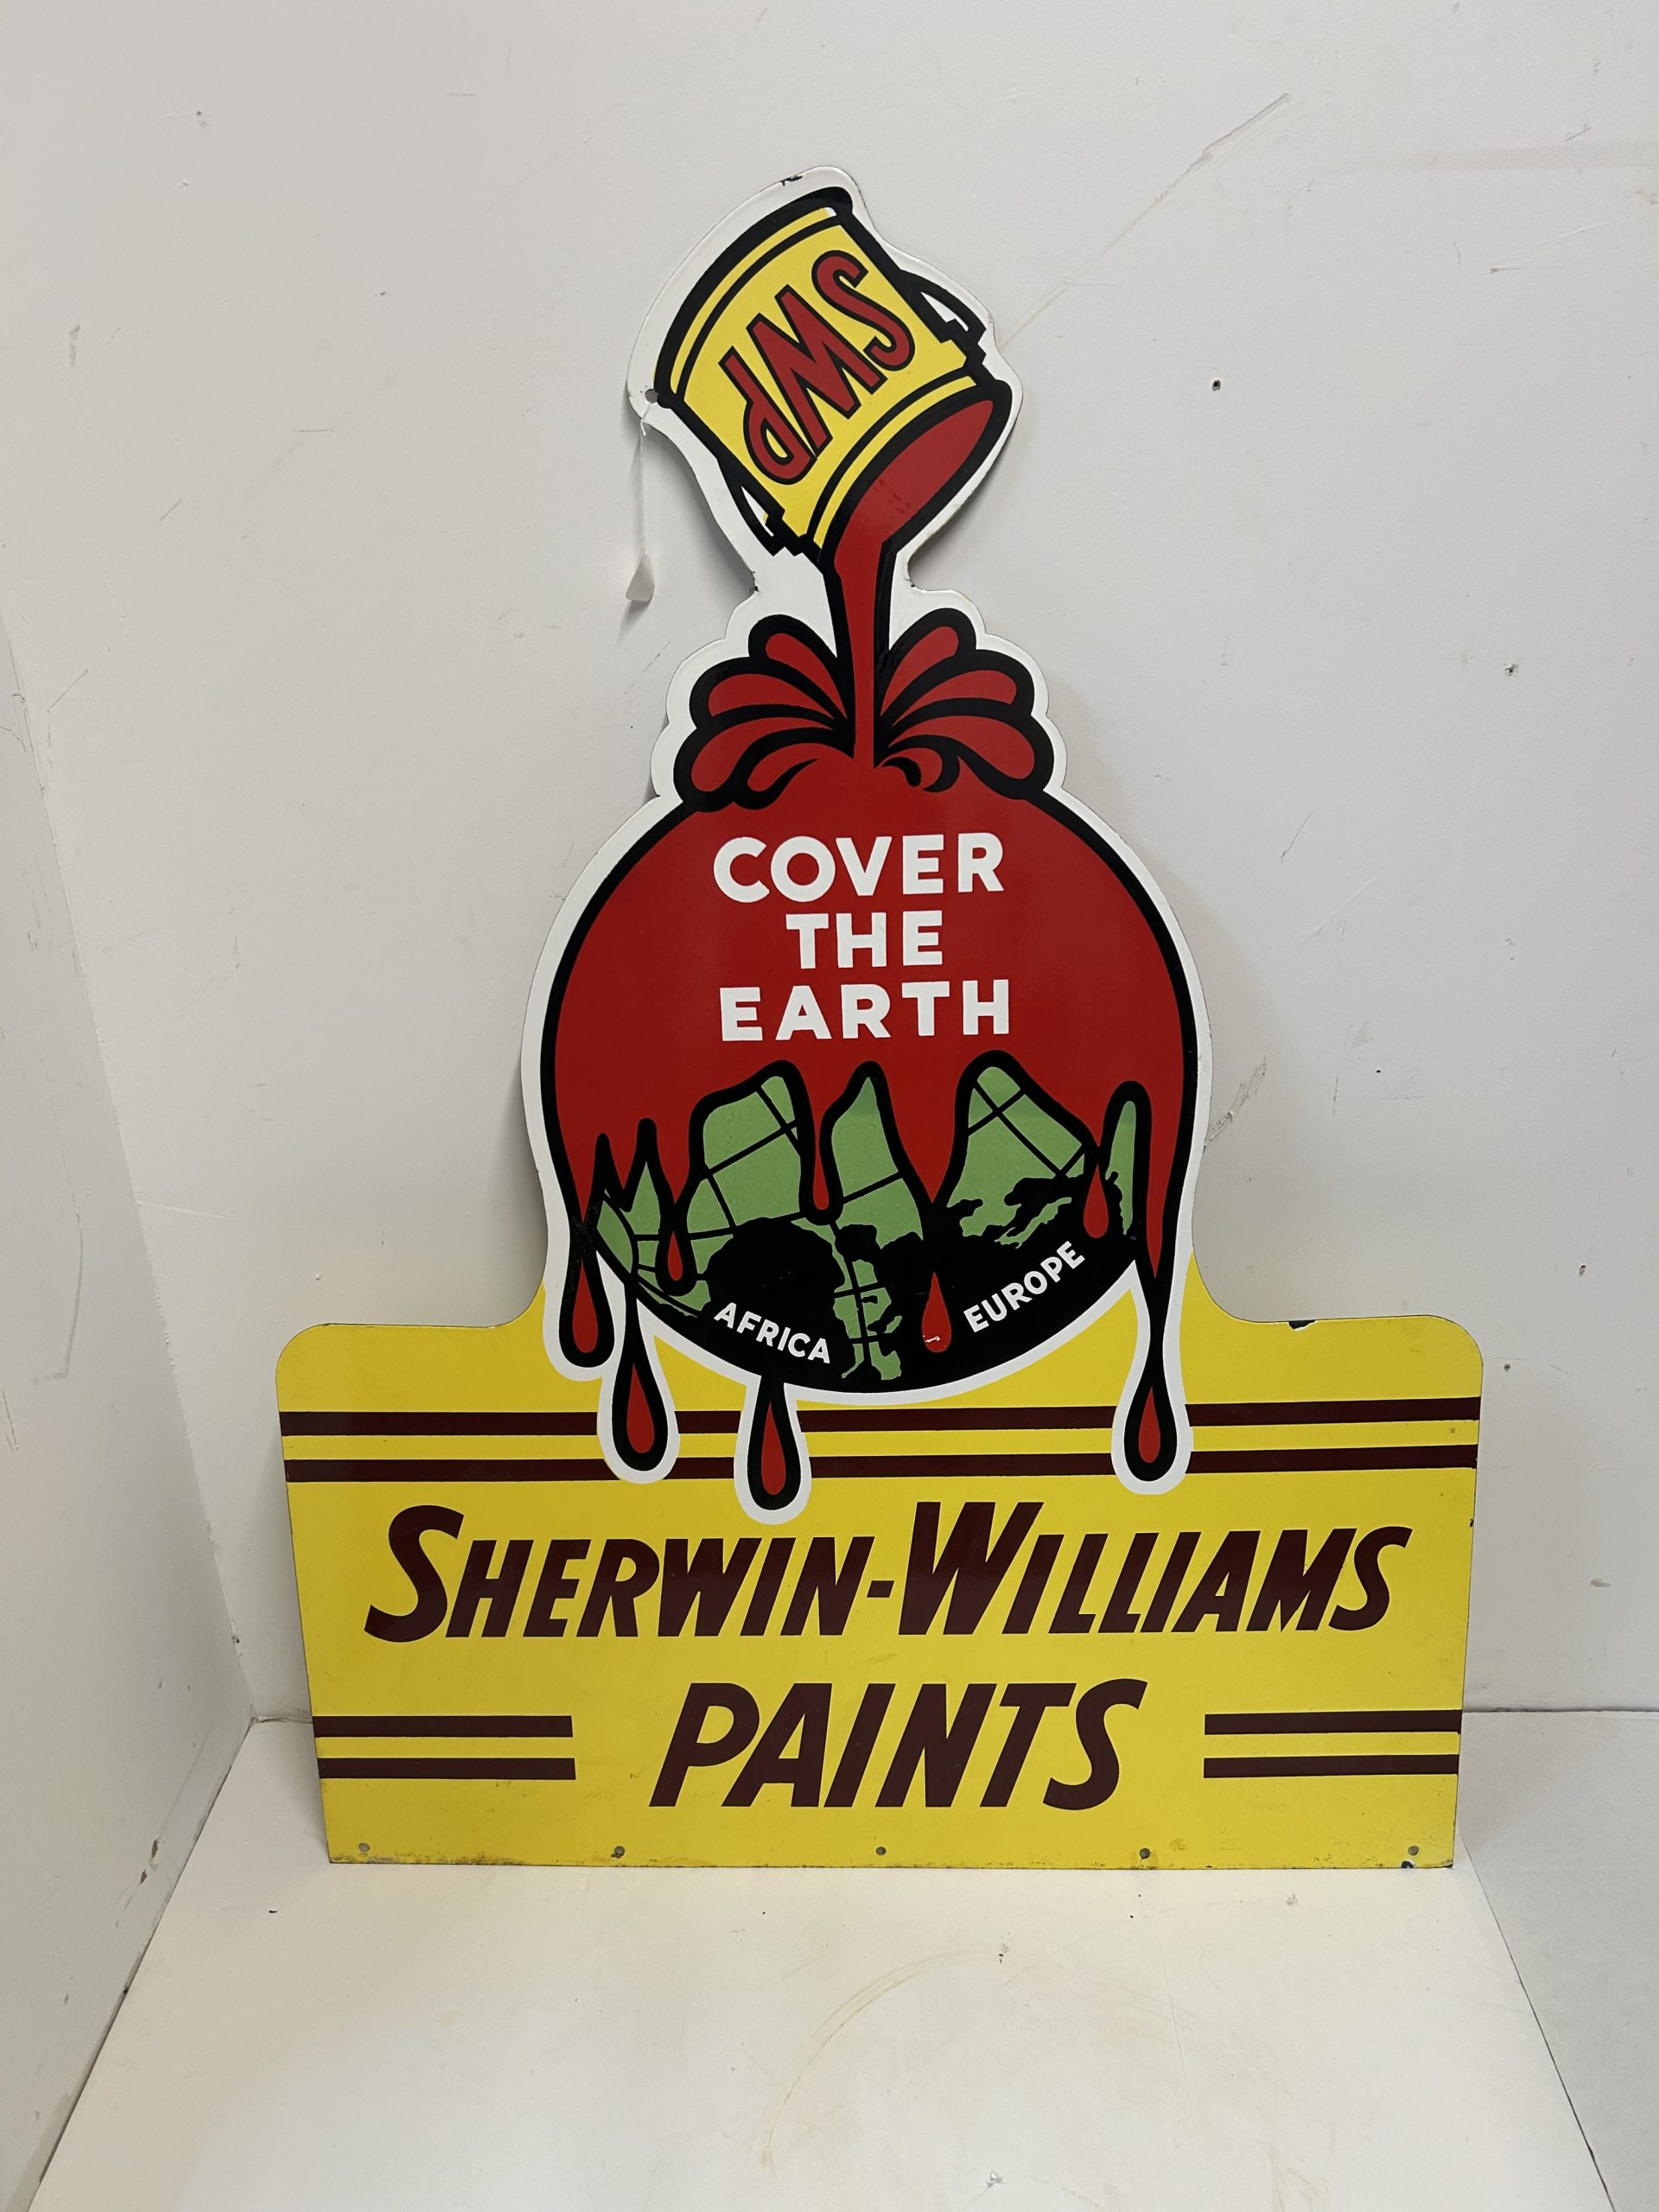 SWP
COVER
THE
EARTH
AFRICA
EUROPE
SHERWIN-WILLIAMS
PAINTS